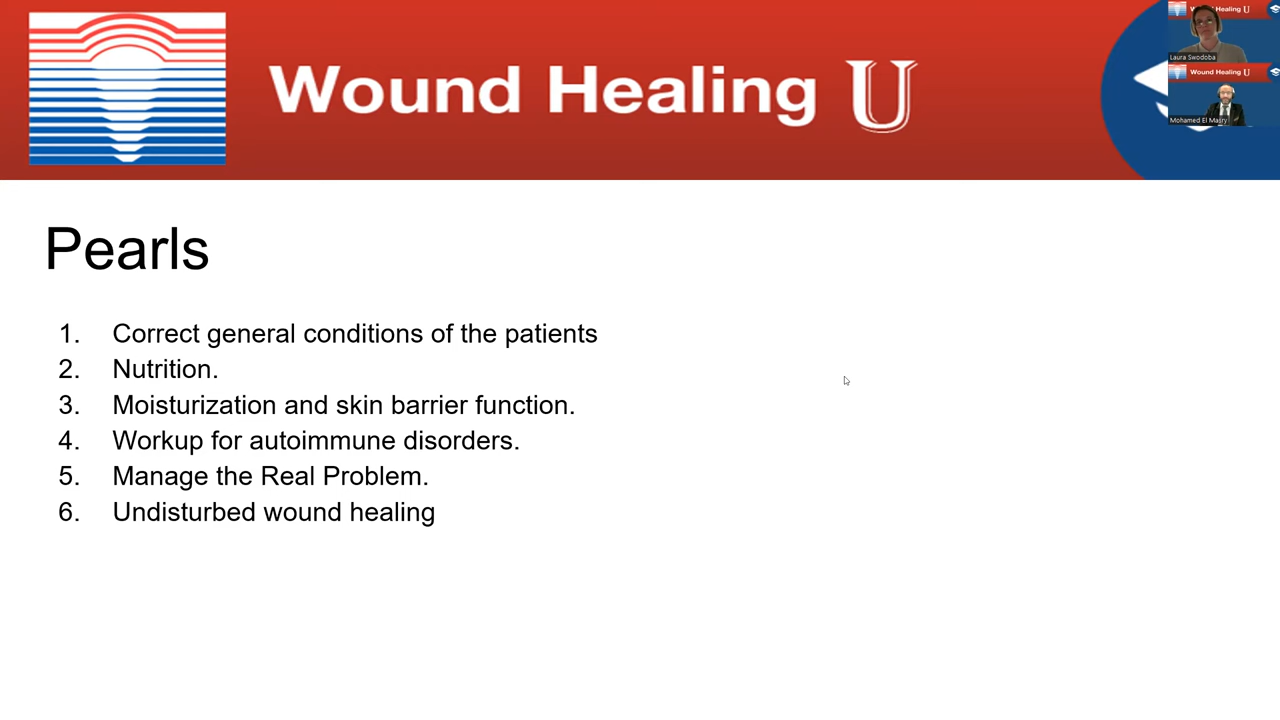 Wound Healing U
Wound Healing U
Laura Swodoba
Wound Healing U
Mohamed El Masry
Pearls
1. Correct general conditions of the patients
2. Nutrition.
3. Moisturization and skin barrier function.
4. Workup for autoimmune disorders.
5. Manage the Real Problem.
6. Undisturbed wound healing